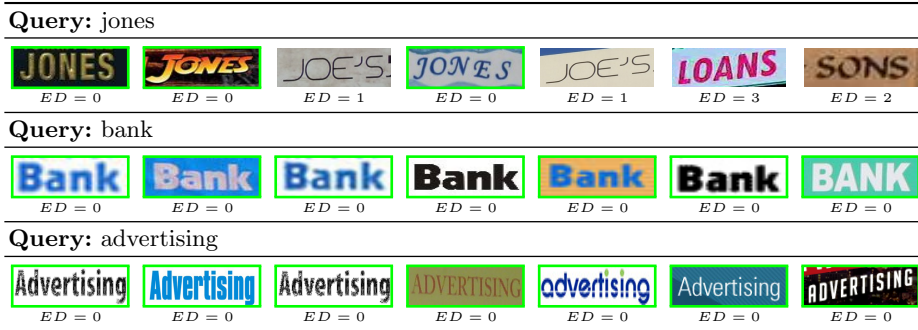 Query: jones
JONES JONES JOE'S JONES JOE'S LOANS SONS
ED = 0 ED = 0 ED = 1 ED = 0 ED = 1 ED = 3 ED = 2
Query: bank
Bank Bank Bank Bank Bank Bank BANK
ED = 0 ED = 0 ED = 0 ED = 0 ED = 0 ED = 0 ED = 0
Query: advertising
Advertising Advertising Advertising ADVERTISING advertising Advertising ADVERTISING
ED = 0 ED = 0 ED = 0 ED = 0 ED = 0 ED = 0 ED = 0